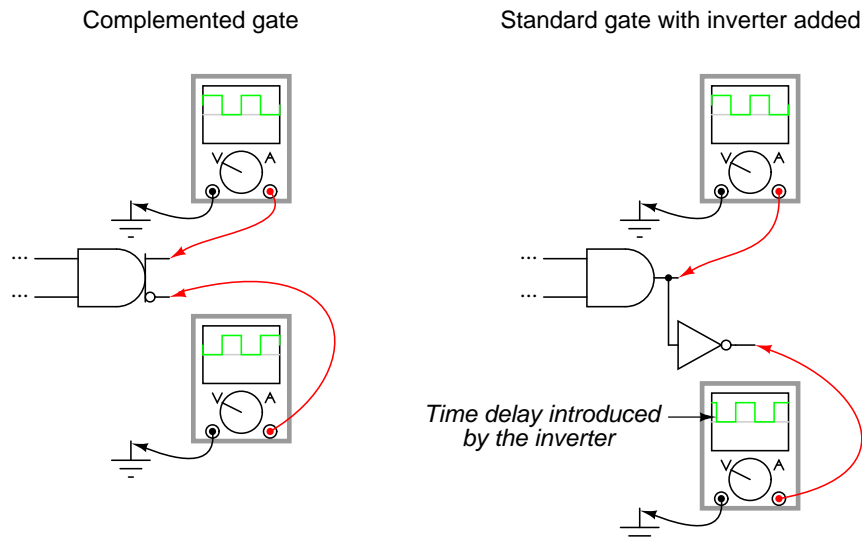 Complemented gate
Standard gate with inverter added
V A
V A
...
...
...
...
V A
Time delay introduced
by the inverter
V A